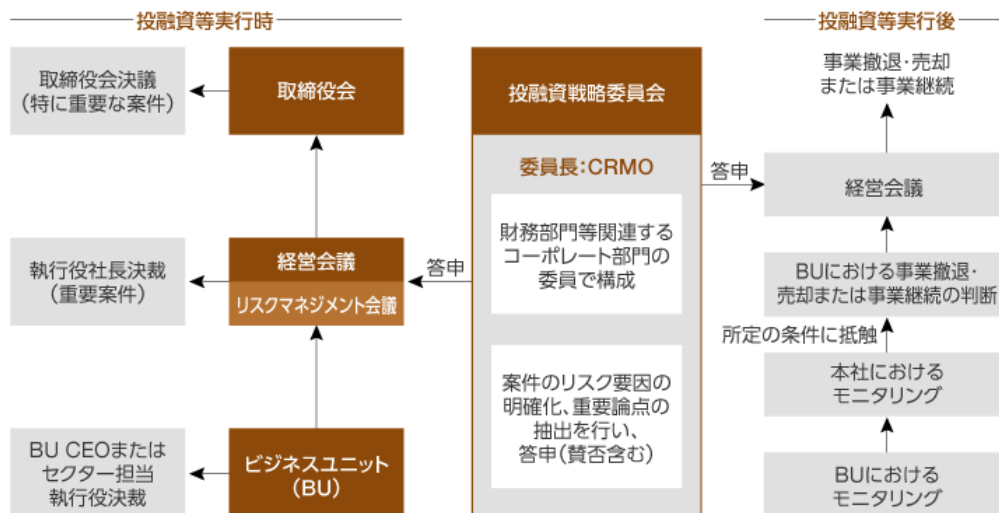 投融資等実行時
取締役会決議
(特に重要な案件)
取締役会
執行役社長決裁
(重要案件)
経営会議
リスクマネジメント会議
BU CEOまたは
セクター担当
執行役決裁
ビジネスユニット
(BU)
答申
投融資戦略委員会
委員長:CRMO
財務部門等関連する
コーポレート部門の
委員で構成
案件のリスク要因の
明確化、重要論点の
抽出を行い、
答申(賛否含む)
答申
投融資等実行後
事業撤退・売却
または事業継続
経営会議
BUにおける事業撤退・
売却または事業継続の判断
所定の条件に抵触
本社における
モニタリング
BUにおける
モニタリング